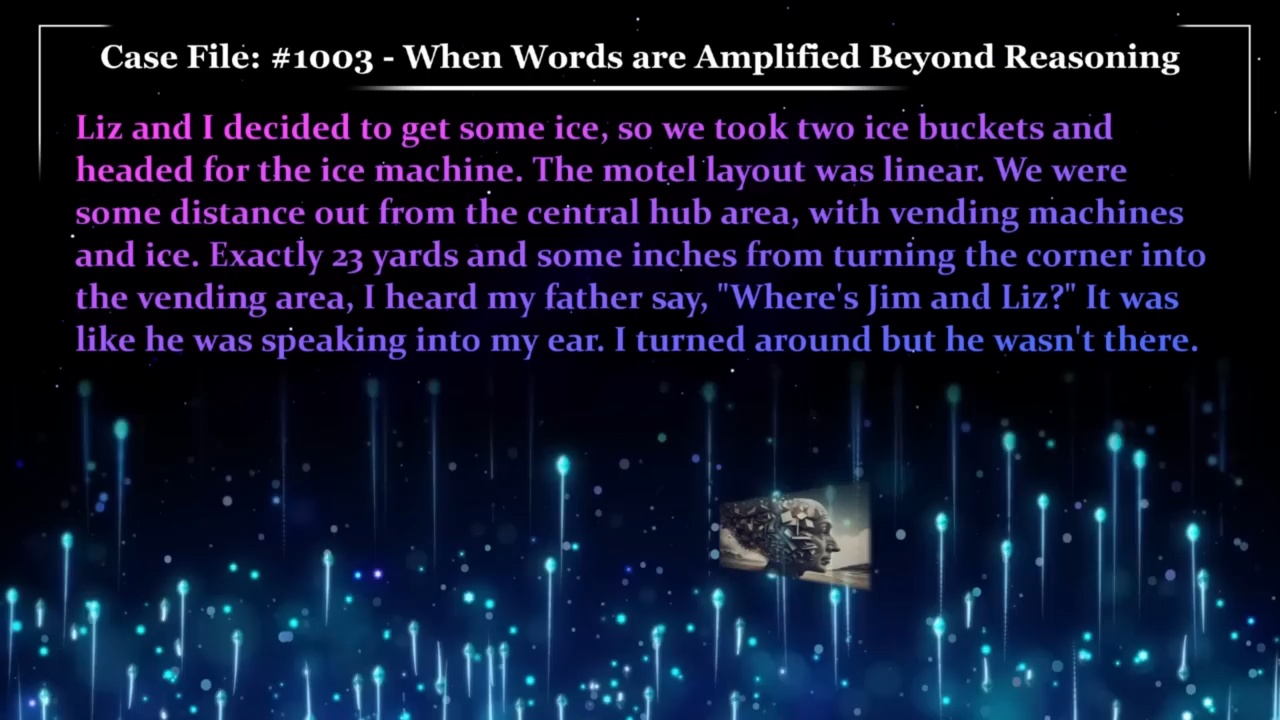 Case File: #1003 - When Words are Amplified Beyond Reasoning
Liz and I decided to get some ice, so we took two ice buckets and
headed for the ice machine. The motel layout was linear. We were
some distance out from the central hub area, with vending machines
and ice. Exactly 23 yards and some inches from turning the corner into
the vending area, I heard my father say, "Where's Jim and Liz?" It was
like he was speaking into my ear. I turned around but he wasn't there.